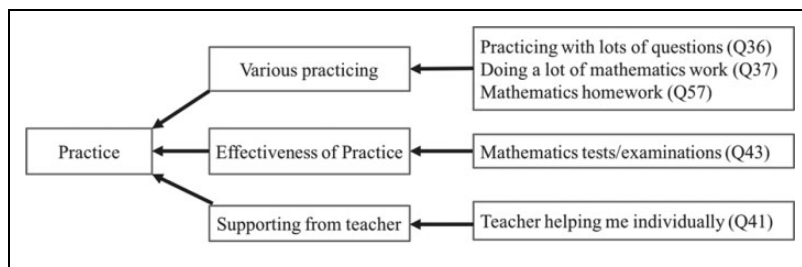 Practicing with lots of questions (Q36)
Doing a lot of mathematics work (Q37)
Mathematics homework (Q57)
Various practicing
Practice
Effectiveness of Practice
Mathematics tests/examinations (Q43)
Supporting from teacher
Teacher helping me individually (Q41)